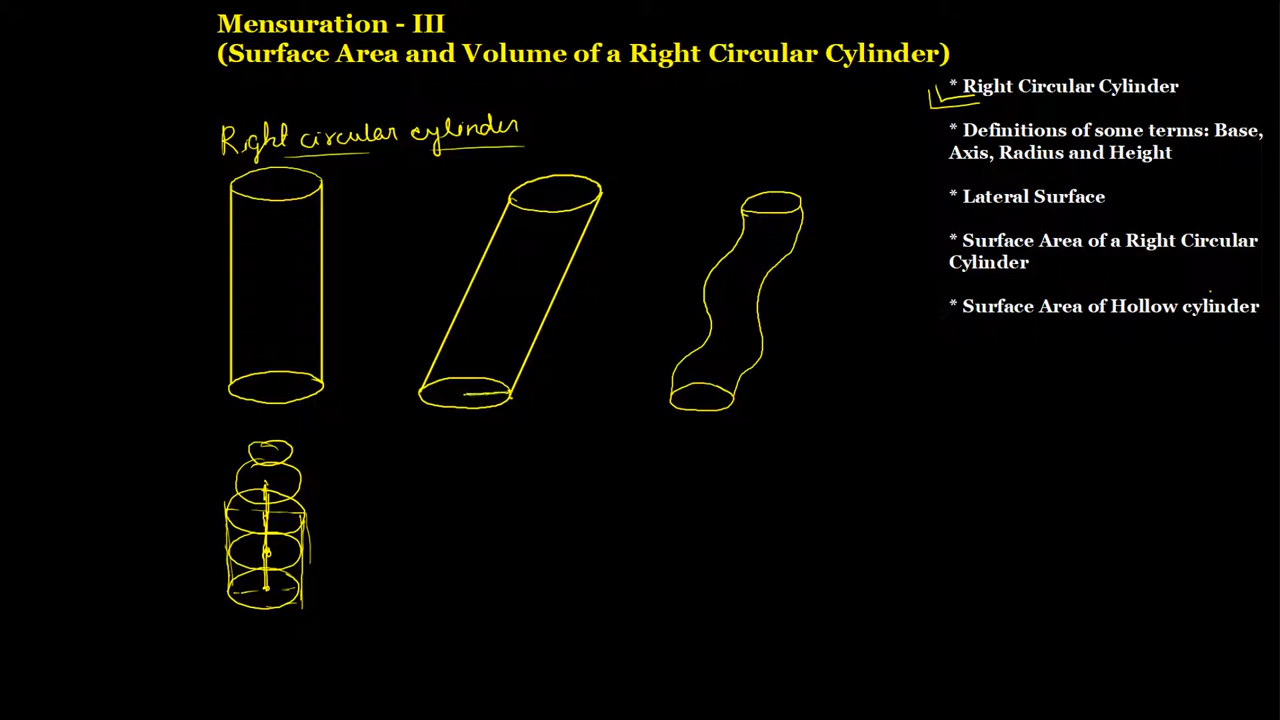 Mensuration - III
(Surface Area and Volume of a Right Circular Cylinder)
Right circular cylinder
* Right Circular Cylinder
* Definitions of some terms: Base,
Axis, Radius and Height
* Lateral Surface
* Surface Area of a Right Circular
Cylinder
* Surface Area of Hollow cylinder